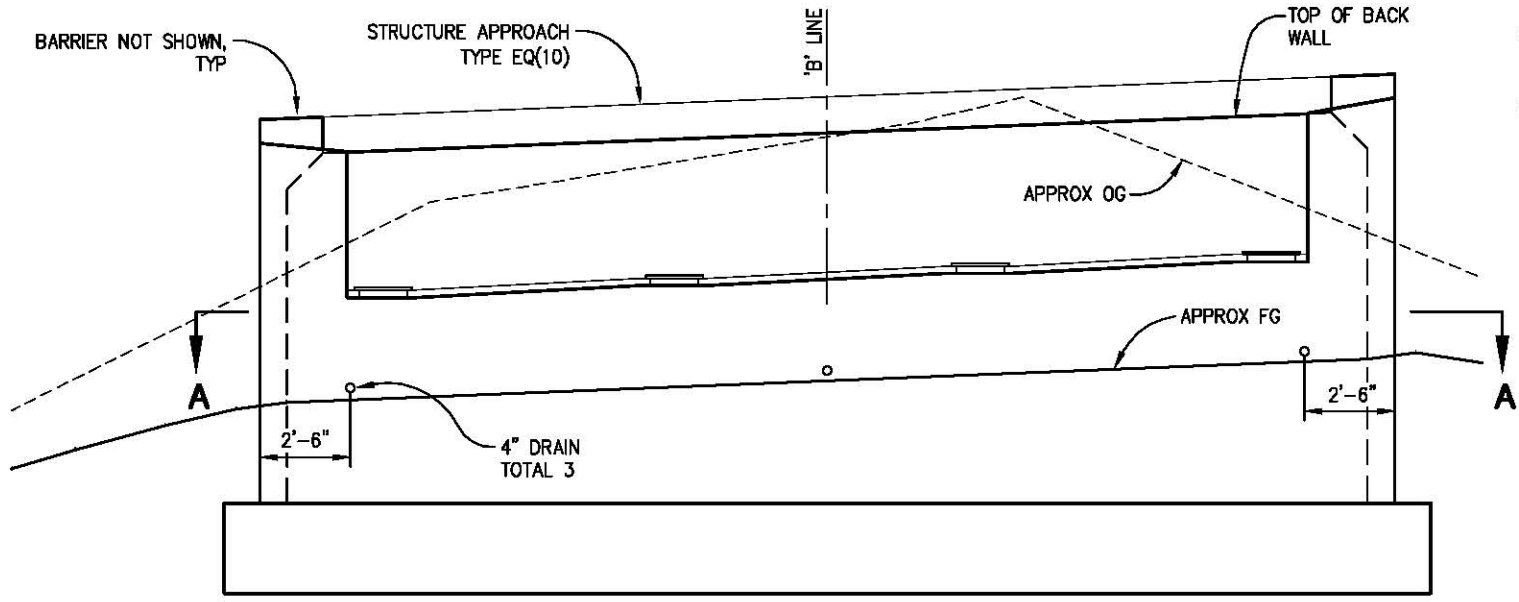 BARRIER NOT SHOWN,
TYP
STRUCTURE APPROACH
TYPE EQ(10)
'B' LINE
TOP OF BACK
WALL
APPROX OG
APPROX FG
A
A
2'-6"
2'-6"
4" DRAIN
TOTAL 3